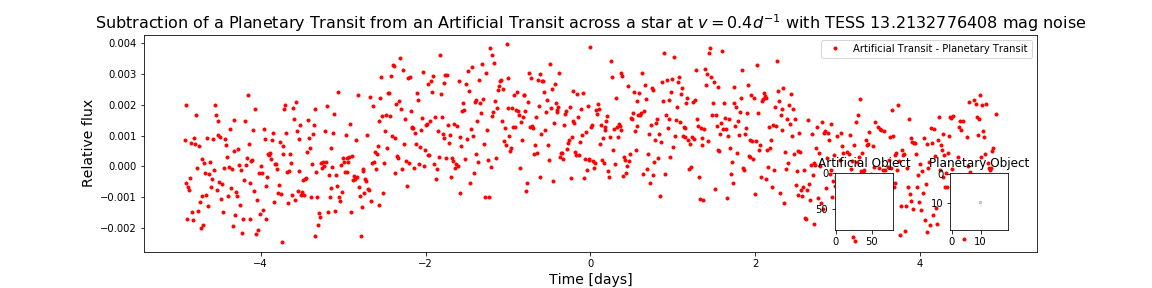 Subtraction of a Planetary Transit from an Artificial Transit across a star at v = 0.4d⁻¹ with TESS 13.2132776408 mag noise
Artificial Transit - Planetary Transit
Relative flux
0.004
0.003
0.002
0.001
0.000
−0.001
−0.002
Artificial Object
0
50
0 50
Planetary Object
0
10
0 10
−4 −2 0 2 4
Time [days]